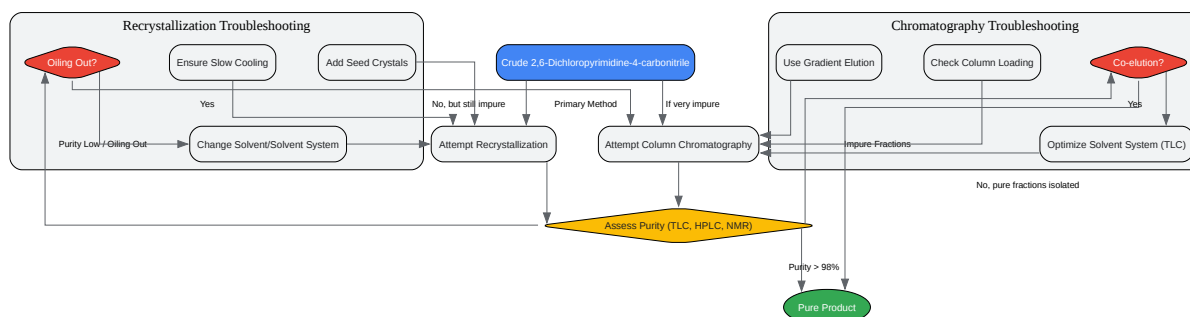 Recrystallization Troubleshooting
Chromatography Troubleshooting
Oiling Out?
Ensure Slow Cooling
Add Seed Crystals
Crude 2,6-Dichloropyrimidine-4-carbonitrile
Use Gradient Elution
Check Column Loading
Co-elution?
Yes
No, but still impure
Primary Method
If very impure
Yes
Purity Low / Oiling Out
Change Solvent/Solvent System
Attempt Recrystallization
Attempt Column Chromatography
Impure Fractions
Optimize Solvent System (TLC)
No, pure fractions isolated
Assess Purity (TLC, HPLC, NMR)
Purity > 98%
Pure Product